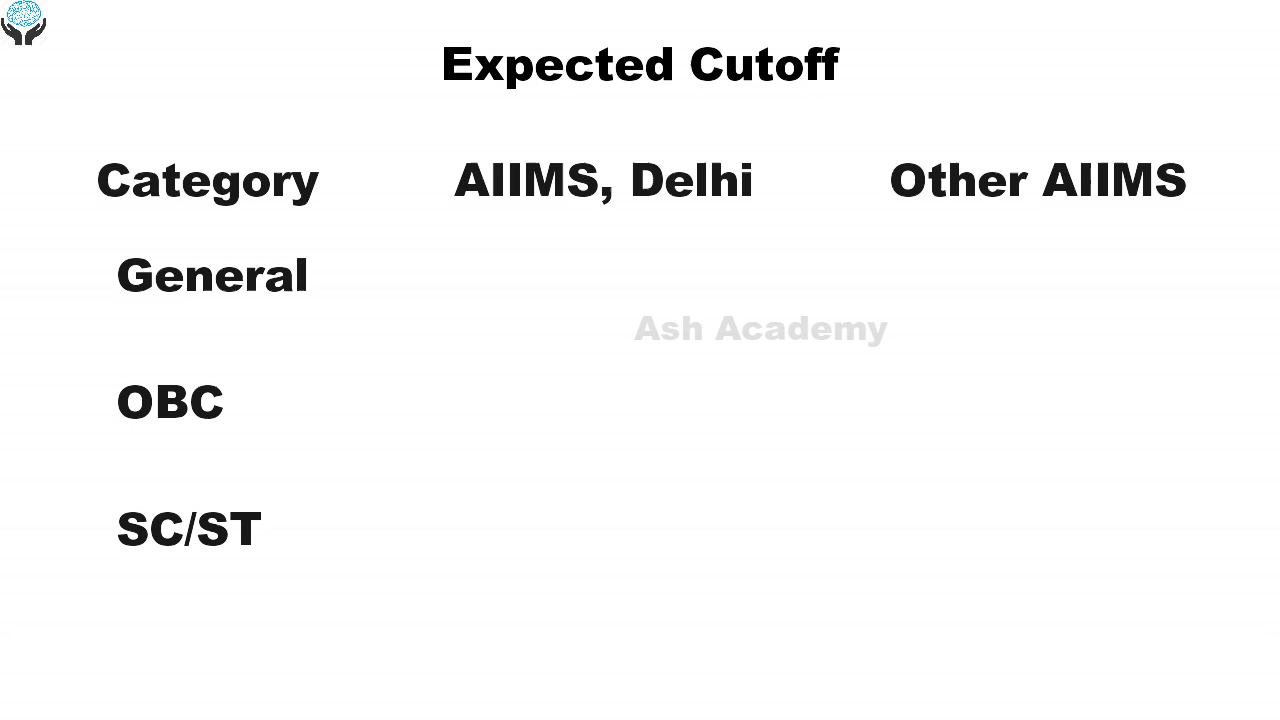 Expected Cutoff
Category AIIMS, Delhi Other AIIMS
General
Ash Academy
OBC
SC/ST